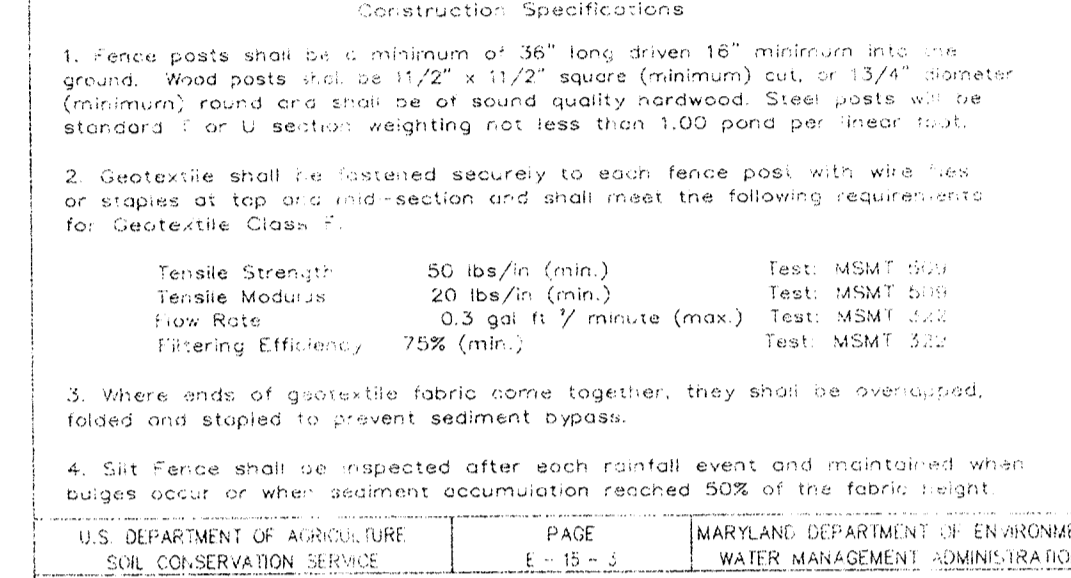 Construction Specifications
1. Fence posts shall be a minimum of 36" long driven 16" minimum into the
ground. Wood posts shall be 11/2" x 11/2" square (minimum) cut, or 13/4" diameter
(minimum) round and shall be of sound quality hardwood. Steel posts will be
standard T or U section weighting not less than 1.00 pond per linear foot.
2. Geotextile shall be fastened securely to each fence post with wire ties
or staples at top and mid-section and shall meet the following requirements
for Geotextile Class F.
Tensile Strength 50 lbs/in (min.) Test: MSMT 509
Tensile Modulus 20 lbs/in (min.) Test: MSMT 509
Flow Rate 0.3 gal ft ²/ minute (max.) Test: MSMT 322
Filtering Efficiency 75% (min.) Test: MSMT 322
3. Where ends of geotextile fabric come together, they shall be overlapped,
folded and stapled to prevent sediment bypass.
4. Silt Fence shall be inspected after each rainfall event and maintained when
bulges occur or when sediment accumulation reached 50% of the fabric height.
U.S. DEPARTMENT OF AGRICULTURE PAGE MARYLAND DEPARTMENT OF ENVIRONME
SOIL CONSERVATION SERVICE E - 15 - 3 WATER MANAGEMENT ADMINISTRATIO